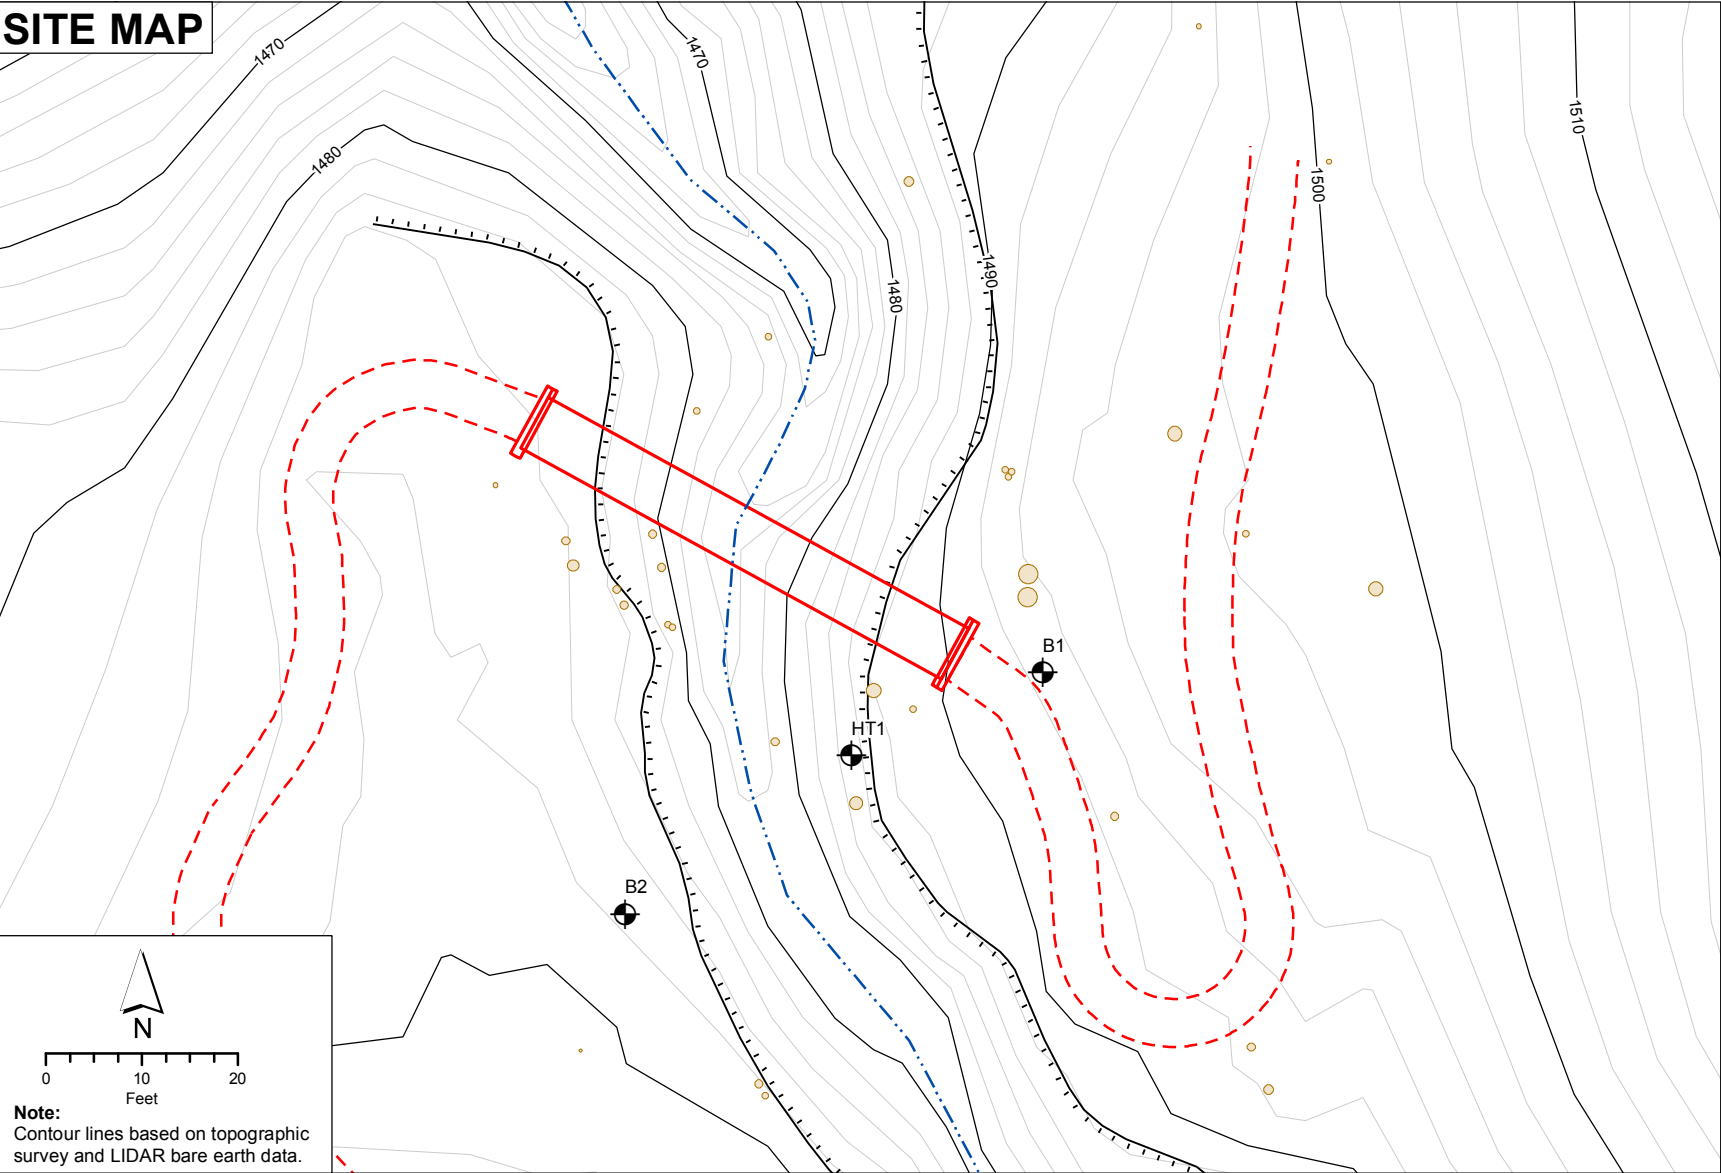 SITE MAP
1470
1470
1480
1510
1500
1490
1480
B1
HT1
B2
N
0 10 20
Feet
Note:
Contour lines based on topographic
survey and LIDAR bare earth data.